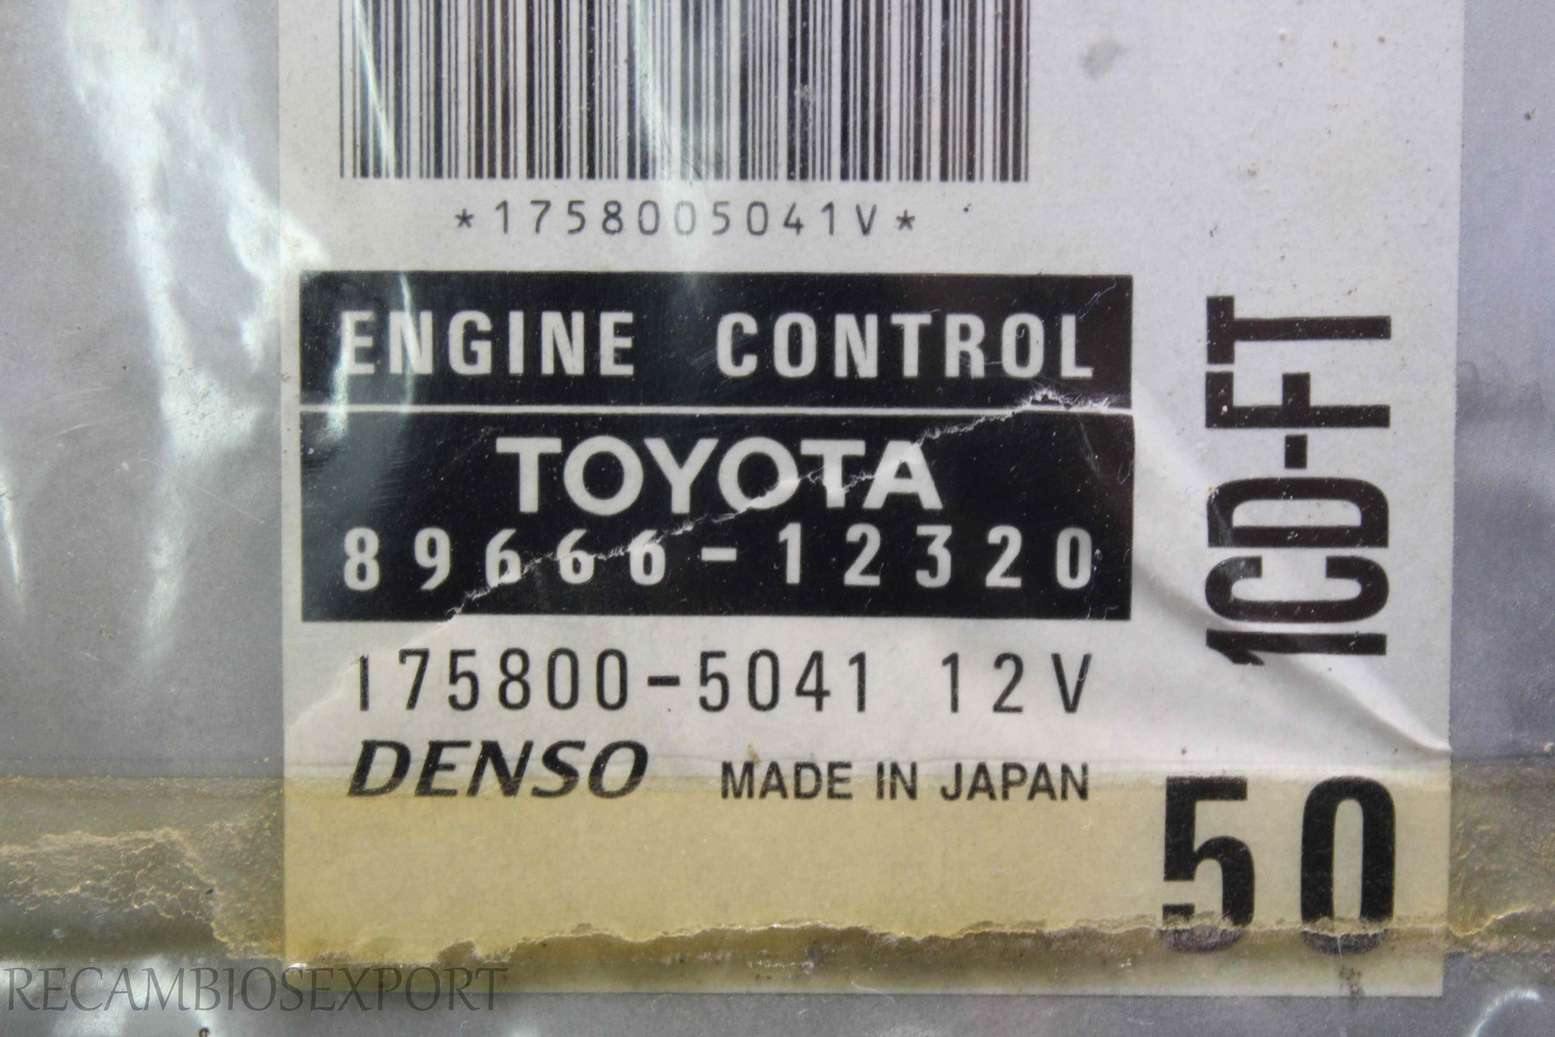 *1758005041V*
ENGINE CONTROL
TOYOTA
89666-12320
175800-5041 12V
DENSO MADE IN JAPAN
1CD-FT
50
RECAMBIOSEXPORT